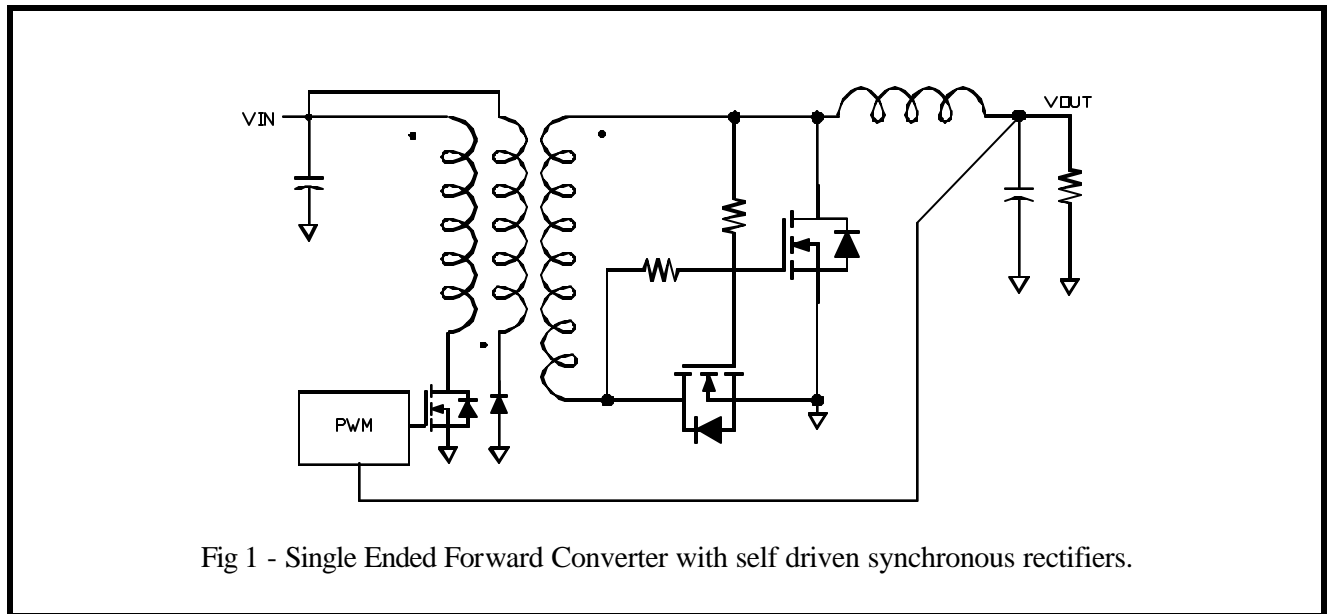 VIN
VOUT
PWM
Fig 1 - Single Ended Forward Converter with self driven synchronous rectifiers.